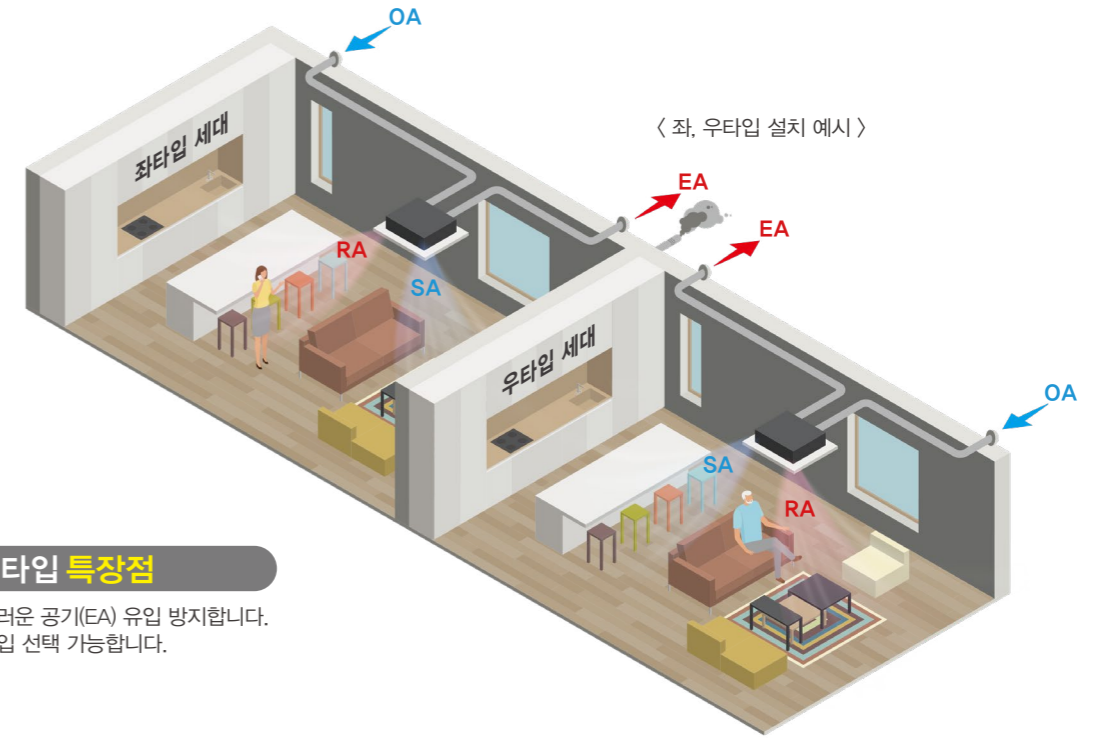 OA
좌타입 세대
〈 좌, 우타입 설치 예시 〉
EA
EA
RA
SA
우타입 세대
OA
SA
RA
타입 특장점
러운 공기(EA) 유입 방지합니다.
입 선택 가능합니다.